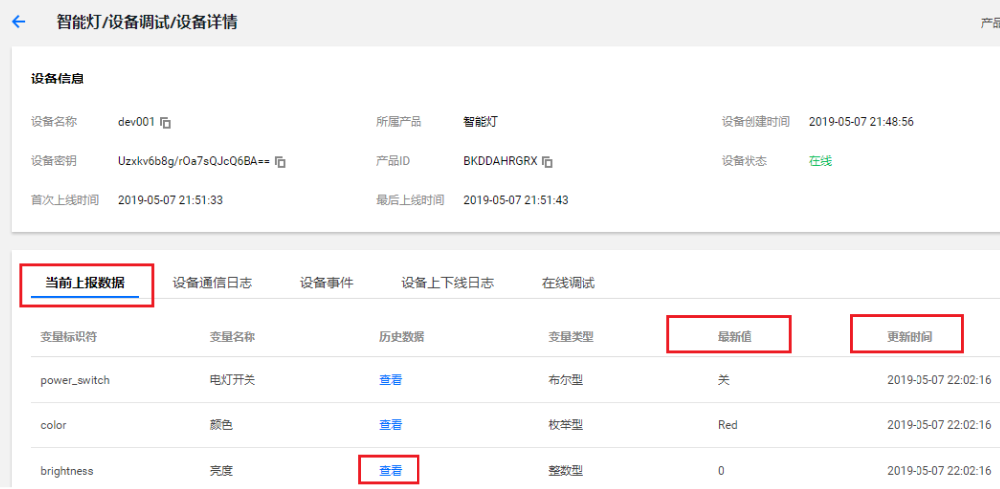 智能灯/设备调试/设备详情
产品
设备信息
设备名称 dev001 所属产品 智能灯 设备创建时间 2019-05-07 21:48:56
设备密钥 Uzxkv6b8g/rOa7sQJcQ6BA== 产品ID BKDDAHRGRX 设备状态 在线
首次上线时间 2019-05-07 21:51:33 最后上线时间 2019-05-07 21:51:43
当前上报数据 设备通信日志 设备事件 设备上下线日志 在线调试
变量标识符 变量名称 历史数据 变量类型 最新值 更新时间
power_switch 电灯开关 查看 布尔型 关 2019-05-07 22:02:16
color 颜色 查看 枚举型 Red 2019-05-07 22:02:16
brightness 亮度 查看 整数型 0 2019-05-07 22:02:16